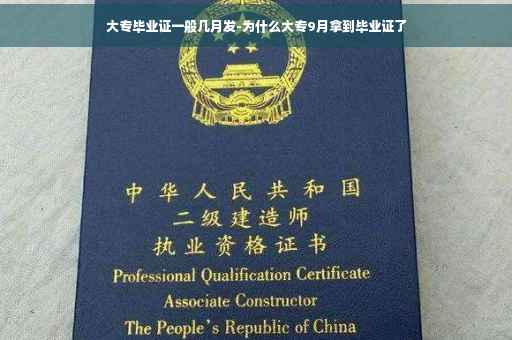 大专毕业证一般几月发-为什么大专9月拿到毕业证了
中华人民共和国
二级建造师
执业资格证书
Professional Qualification Certificate
Associate Constructor
The People's Republic of China